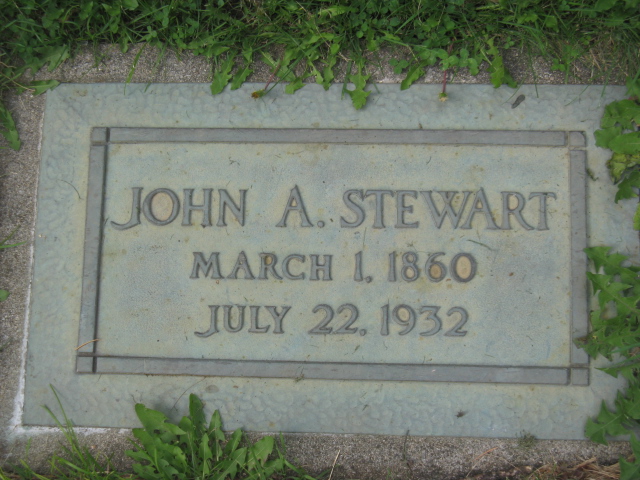 JOHN A. STEWART
MARCH 1, 1860
JULY 22, 1932